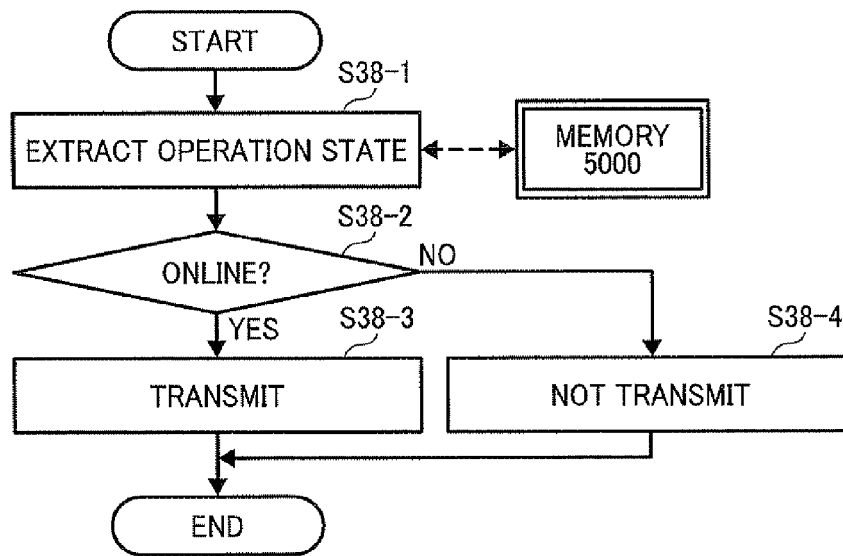 START
S38-1
EXTRACT OPERATION STATE
MEMORY
5000
S38-2
ONLINE?
NO
YES
S38-3
S38-4
TRANSMIT
NOT TRANSMIT
END